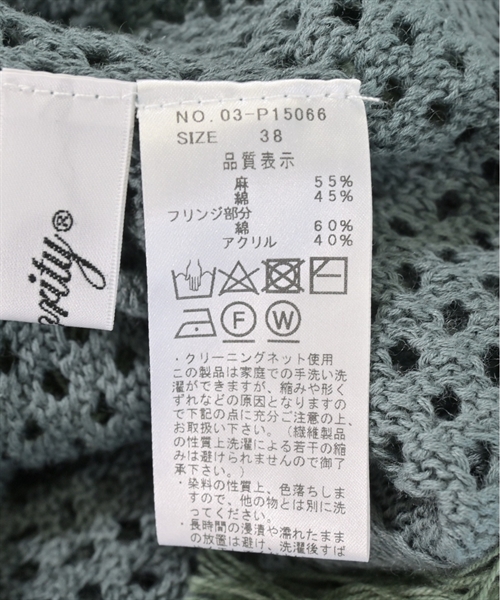 NO. 03-P15066
SIZE 38
品質表示
麻 55%
綿 45%
フリンジ部分
綿 60%
アクリル 40%
F W
・クリーニングネット使用
この製品は家庭での手洗い洗
濯ができますが、縮みや形く
ずれなどの原因となりますの
で下記の点に充分ご注意の上、
お取扱い下さい。(繊維製品
の性質上洗濯による若干の縮
みは避けられませんので御了
承下さい。)
・染料の性質上、色落ちしま
すので、他の物とは別に洗
ってください。
・長時間の浸漬や濡れたまま
の放置は避け、洗濯後すぐ